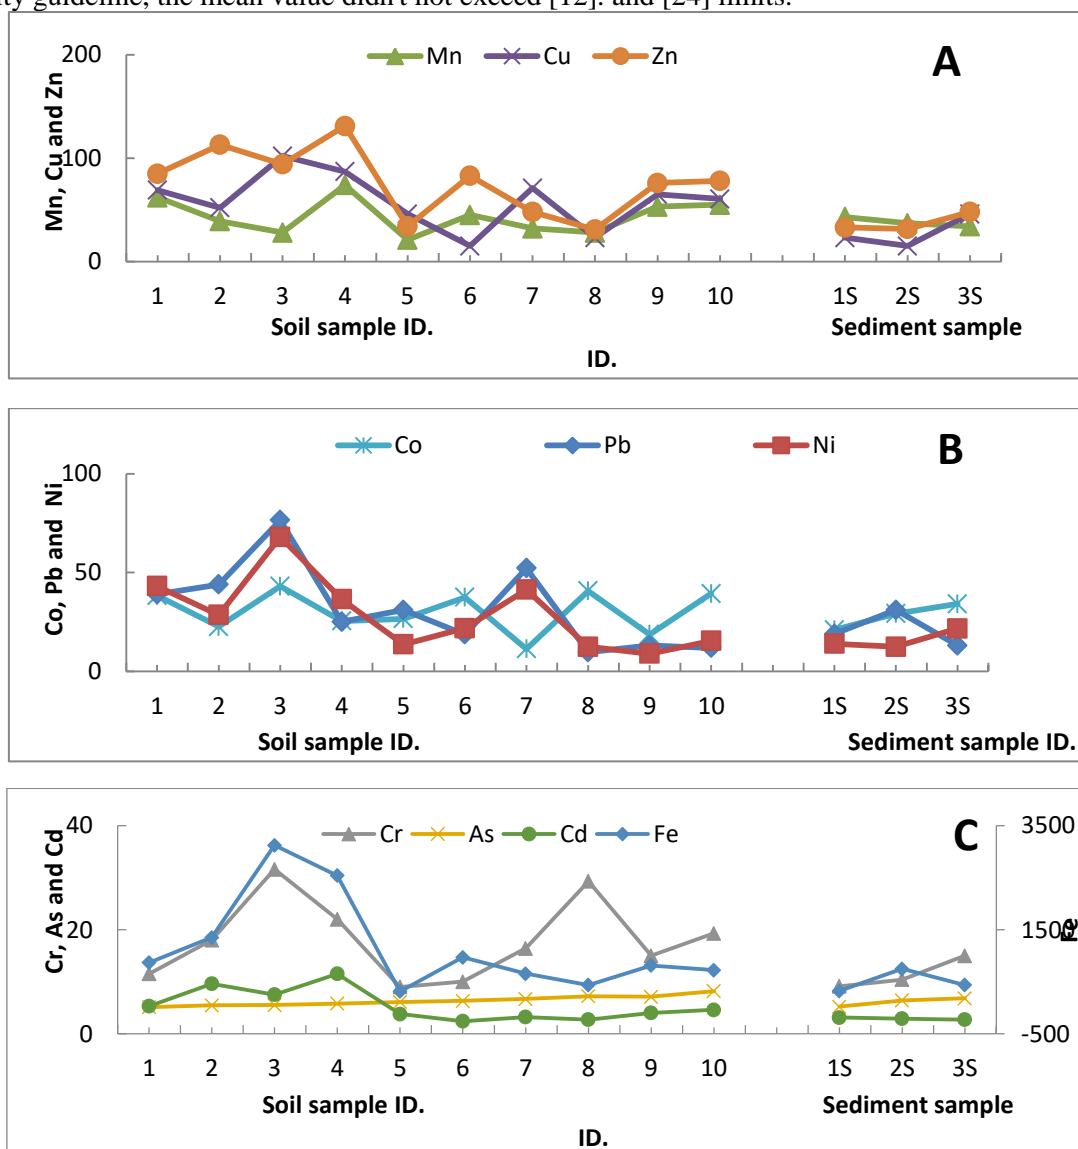 ity guideline, the mean value didn't not exceed [12]. and [24] limits.
A
Mn Cu Zn
Mn, Cu and Zn
200
100
0
1 2 3 4 5 6 7 8 9 10 1S 2S 3S
Soil sample ID. Sediment sample
ID.
B
Co Pb Ni
Co, Pb and Ni
100
50
0
1 2 3 4 5 6 7 8 9 10 1S 2S 3S
Soil sample ID. Sediment sample ID.
C
Cr As Cd Fe
Cr, As and Cd
40
20
0
3500
1500
-500
Fe
1 2 3 4 5 6 7 8 9 10 1S 2S 3S
Soil sample ID. Sediment sample
ID.